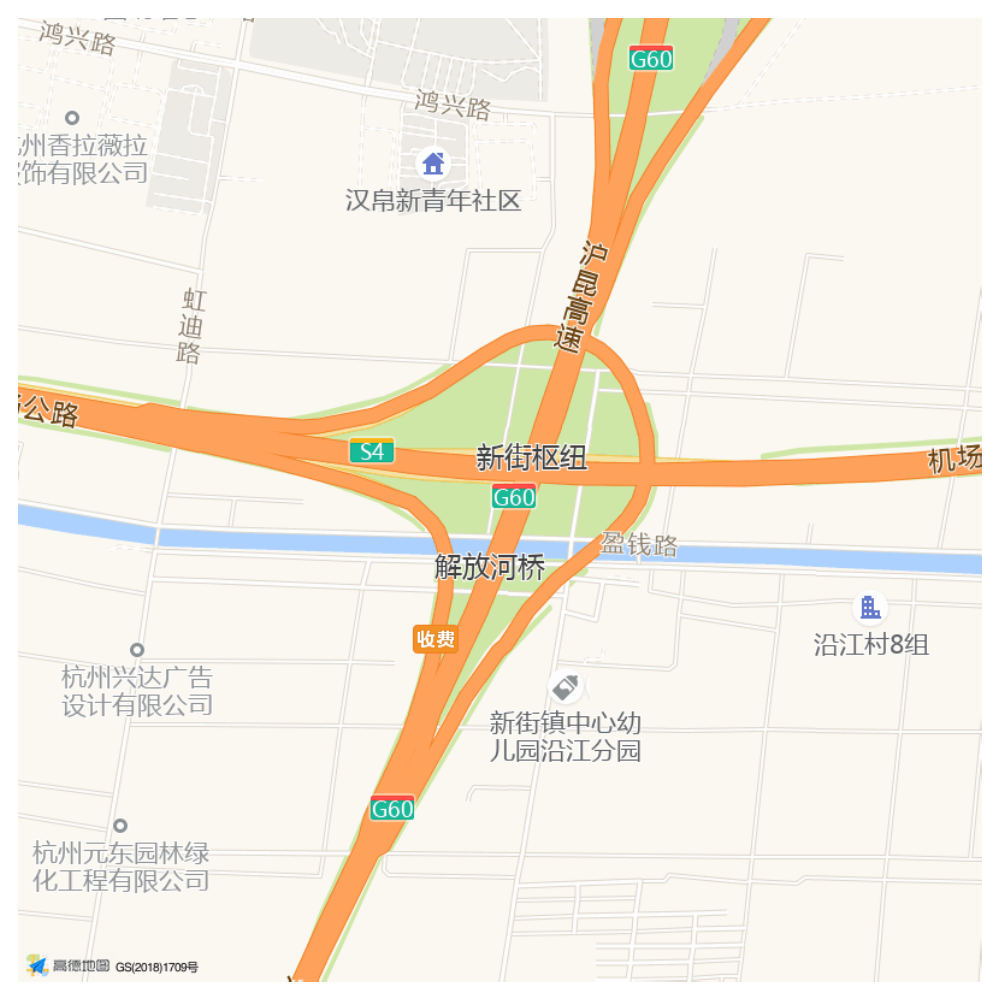 鸿兴路
G60
鸿兴路
州香拉薇拉
饰有限公司
汉帛新青年社区
沪昆高速
虹迪路
公路
S4
新街枢纽
机场
G60
盈钱路
解放河桥
沿江村8组
收费
杭州兴达广告
设计有限公司
新街镇中心幼
儿园沿江分园
G60
杭州元东园林绿
化工程有限公司
高德地图 GS(2018)1709号